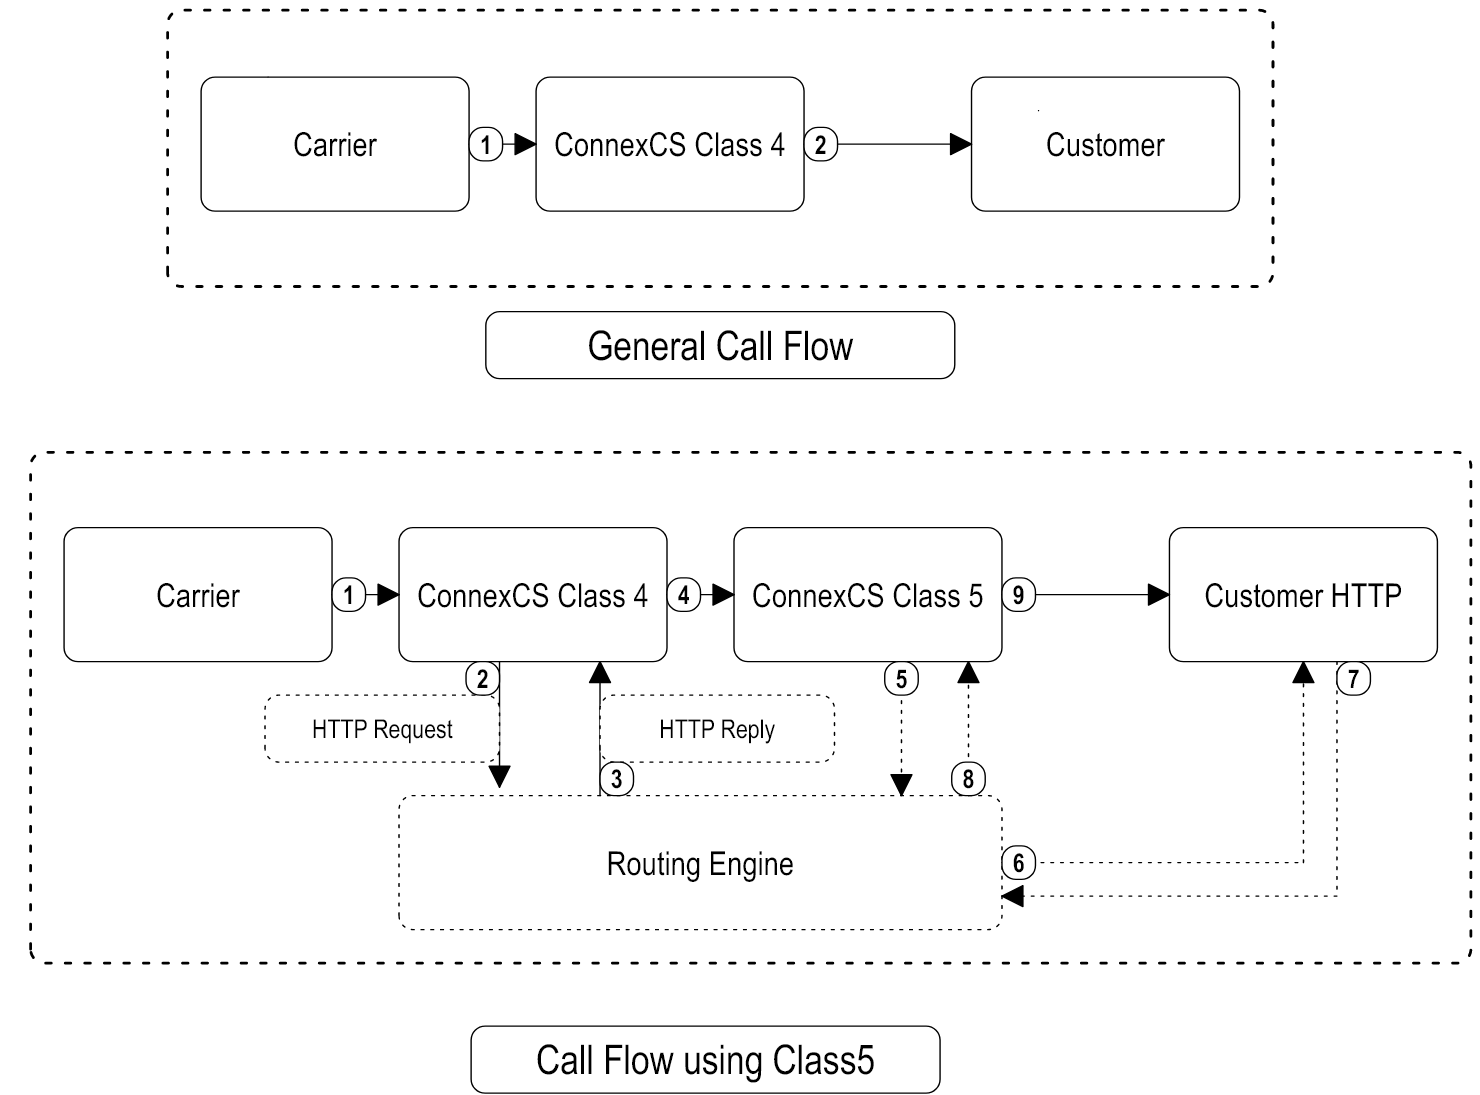 Carrier
1
ConnexCS Class 4
2
Customer
General Call Flow
Carrier
1
ConnexCS Class 4
4
ConnexCS Class 5
9
Customer HTTP
2
5
7
HTTP Request
HTTP Reply
3
8
Routing Engine
6
Call Flow using Class5